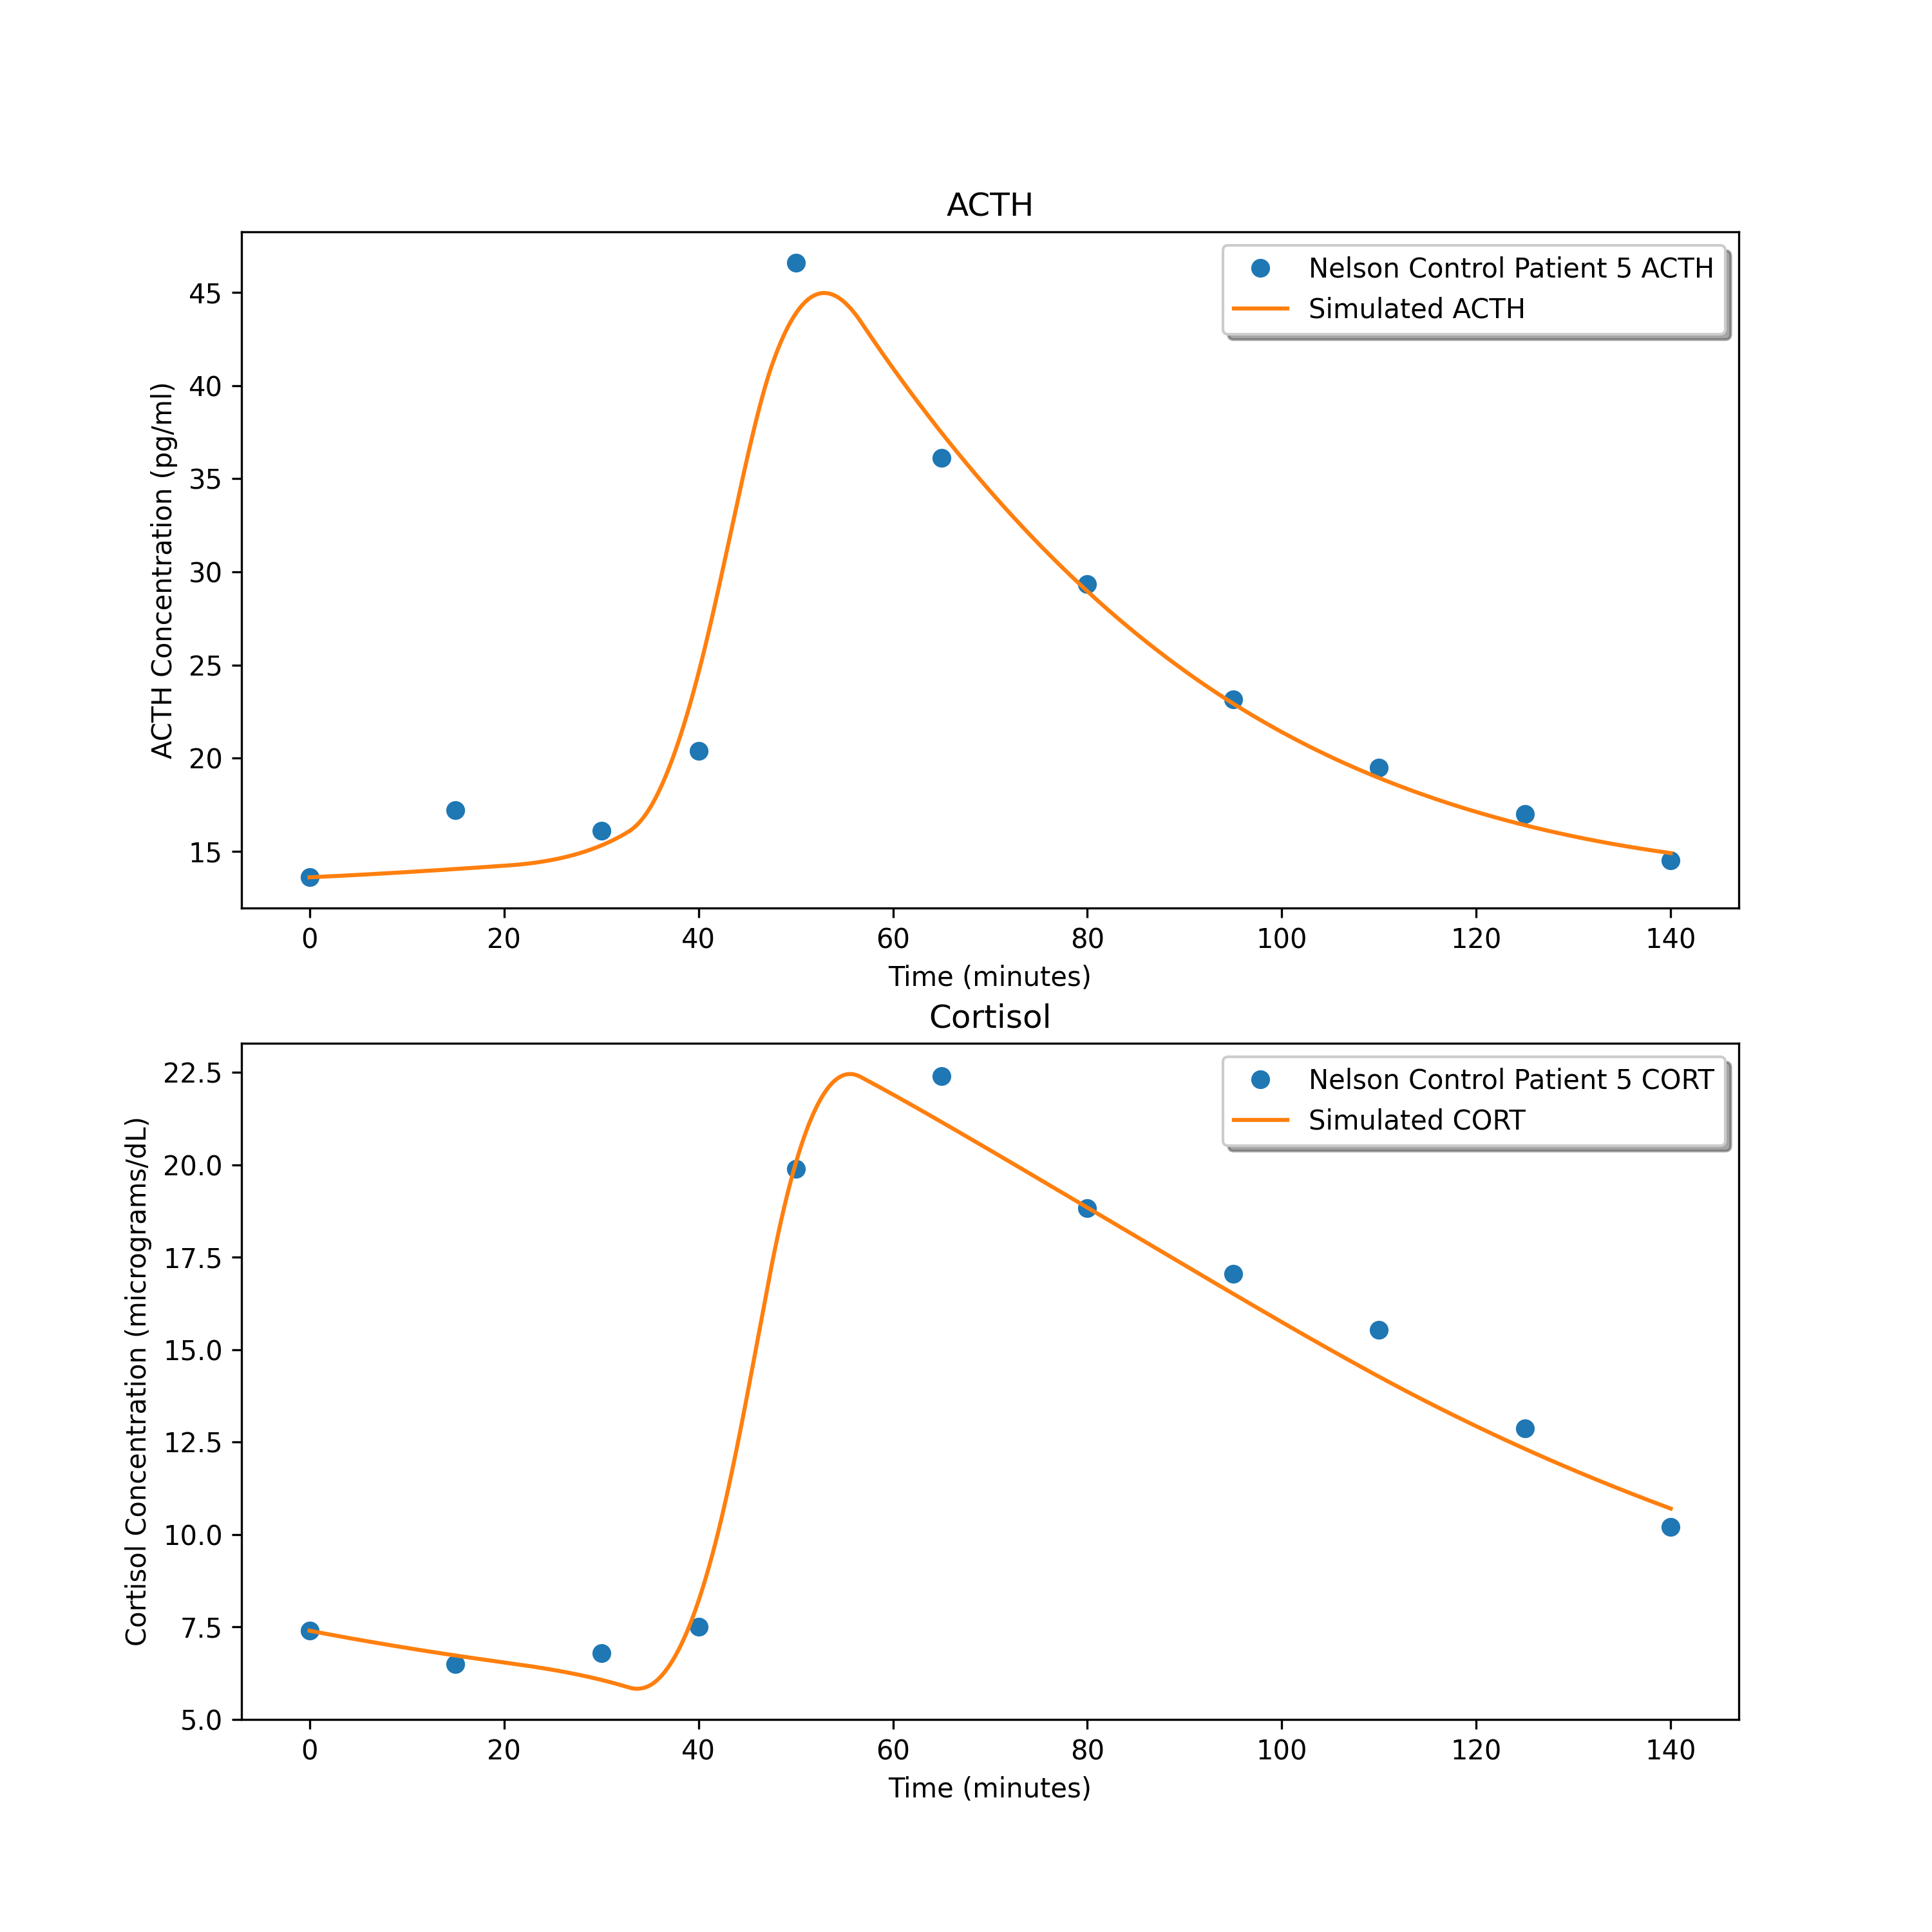 ACTH
Nelson Control Patient 5 ACTH
Simulated ACTH
ACTH Concentration (pg/ml)
45
40
35
30
25
20
15
0 20 40 60 80 100 120 140
Time (minutes)
Cortisol
Nelson Control Patient 5 CORT
Simulated CORT
Cortisol Concentration (micrograms/dL)
22.5
20.0
17.5
15.0
12.5
10.0
7.5
5.0
0 20 40 60 80 100 120 140
Time (minutes)